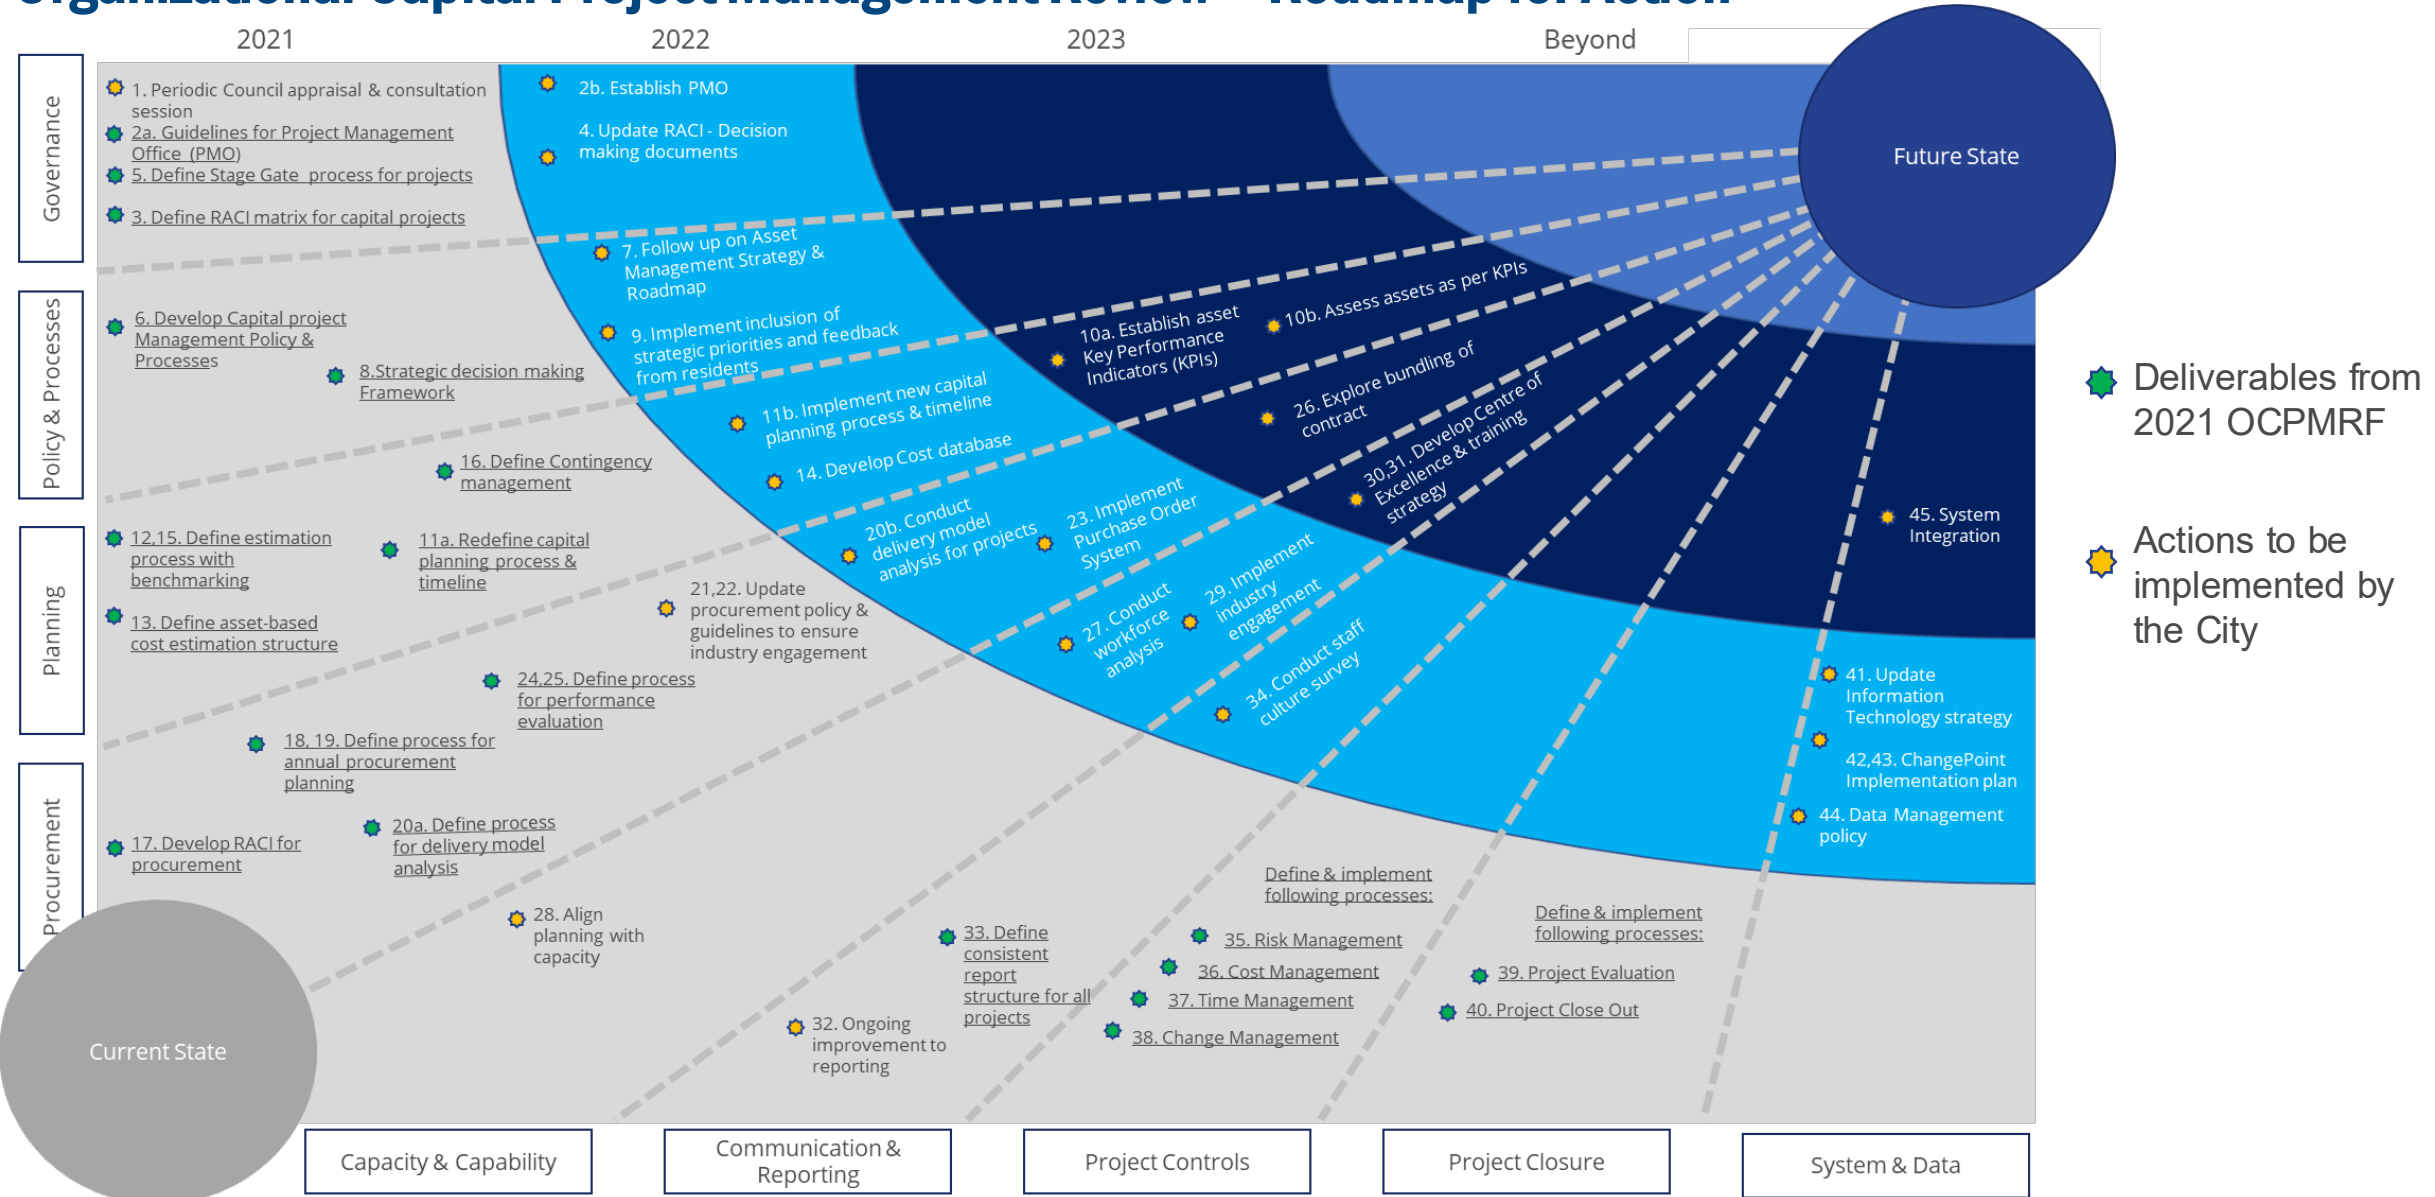 Organizational Capital Project Management Review – Roadmap for Action
2021
2022
2023
Beyond
Governance
1. Periodic Council appraisal & consultation
session
2a. Guidelines for Project Management
Office (PMO)
5. Define Stage Gate process for projects
3. Define RACI matrix for capital projects
2b. Establish PMO
4. Update RACI - Decision
making documents
Future State
Policy & Processes
6. Develop Capital project
Management Policy &
Processes
8.Strategic decision making
Framework
7. Follow up on Asset
Management Strategy &
Roadmap
9. Implement inclusion of
strategic priorities and feedback
from residents
10a. Establish asset
Key Performance
Indicators (KPIs)
10b. Assess assets as per KPIs
Planning
16. Define Contingency
management
12,15. Define estimation
process with
benchmarking
11a. Redefine capital
planning process &
timeline
13. Define asset-based
cost estimation structure
11b. Implement new capital
planning process & timeline
14. Develop Cost database
26. Explore bundling of
contract
Procurement
21,22. Update
procurement policy &
guidelines to ensure
industry engagement
24,25. Define process
for performance
evaluation
18, 19. Define process for
annual procurement
planning
17. Develop RACI for
procurement
20a. Define process
for delivery model
analysis
20b. Conduct
delivery model
analysis for projects
23. Implement
Purchase Order
System
30,31. Develop Centre of
Excellence & training
strategy
27. Conduct
workforce
analysis
29. Implement
industry
engagement
28. Align
planning with
capacity
34. Conduct staff
culture survey
33. Define
consistent
report
structure for all
projects
32. Ongoing
improvement to
reporting
Define & implement
following processes:
35. Risk Management
36. Cost Management
37. Time Management
38. Change Management
Define & implement
following processes:
39. Project Evaluation
40. Project Close Out
45. System
Integration
41. Update
Information
Technology strategy
42,43. ChangePoint
Implementation plan
44. Data Management
policy
Current State
Capacity & Capability
Communication &
Reporting
Project Controls
Project Closure
System & Data
Deliverables from
2021 OCPMRF
Actions to be
implemented by
the City